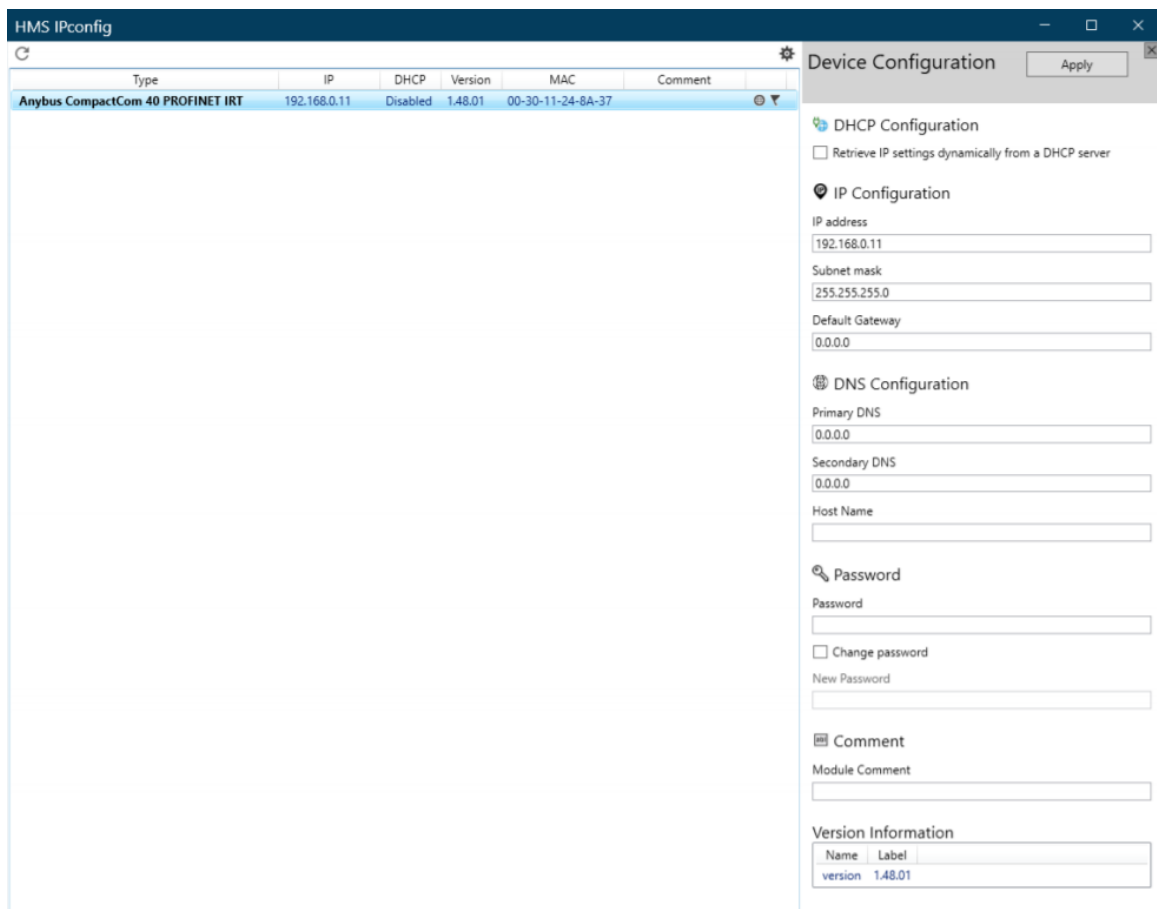 HMS IPconfig
Type IP DHCP Version MAC Comment
Anybus CompactCom 40 PROFINET IRT 192.168.0.11 Disabled 1.48.01 00-30-11-24-8A-37
Device Configuration Apply
DHCP Configuration
Retrieve IP settings dynamically from a DHCP server
IP Configuration
IP address
192.168.0.11
Subnet mask
255.255.255.0
Default Gateway
0.0.0.0
DNS Configuration
Primary DNS
0.0.0.0
Secondary DNS
0.0.0.0
Host Name
Password
Password
Change password
New Password
Comment
Module Comment
Version Information
Name Label
version 1.48.01